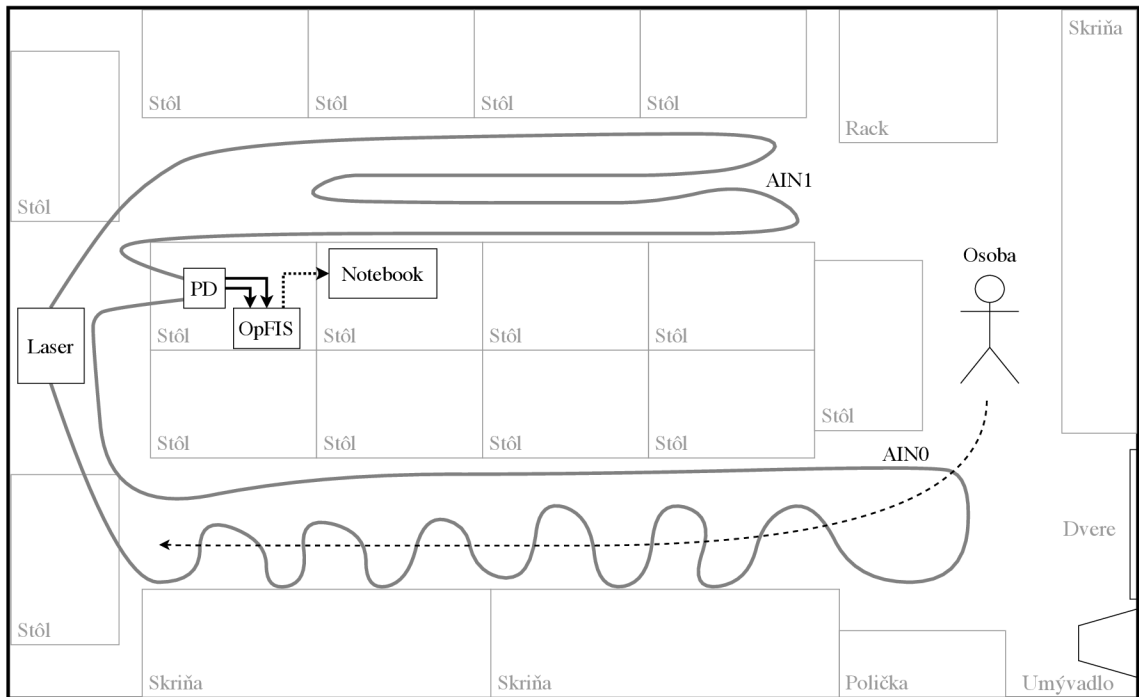 Skriňa
Stôl
Stôl
Stôl
Stôl
Rack
AIN1
Stôl
Osoba
PD
Notebook
OpFIS
Laser
Stôl
Stôl
Stôl
Stôl
Stôl
Stôl
Stôl
Stôl
Stôl
AIN0
Dvere
Stôl
Skriňa
Skriňa
Polička
Umývadlo